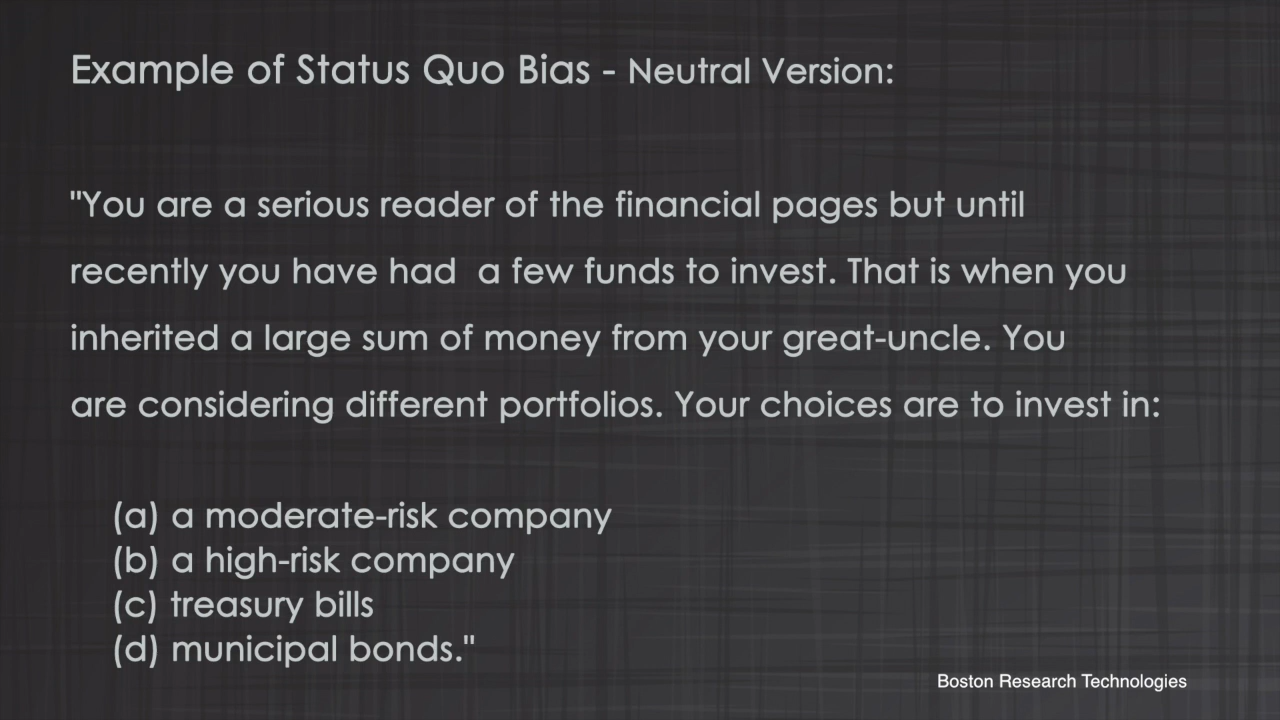 Example of Status Quo Bias - Neutral Version:
"You are a serious reader of the financial pages but until
recently you have had  a few funds to invest. That is when you
inherited a large sum of money from your great-uncle. You
are considering different portfolios. Your choices are to invest in:
(a) a moderate-risk company
(b) a high-risk company
(c) treasury bills
(d) municipal bonds."
Boston Research Technologies